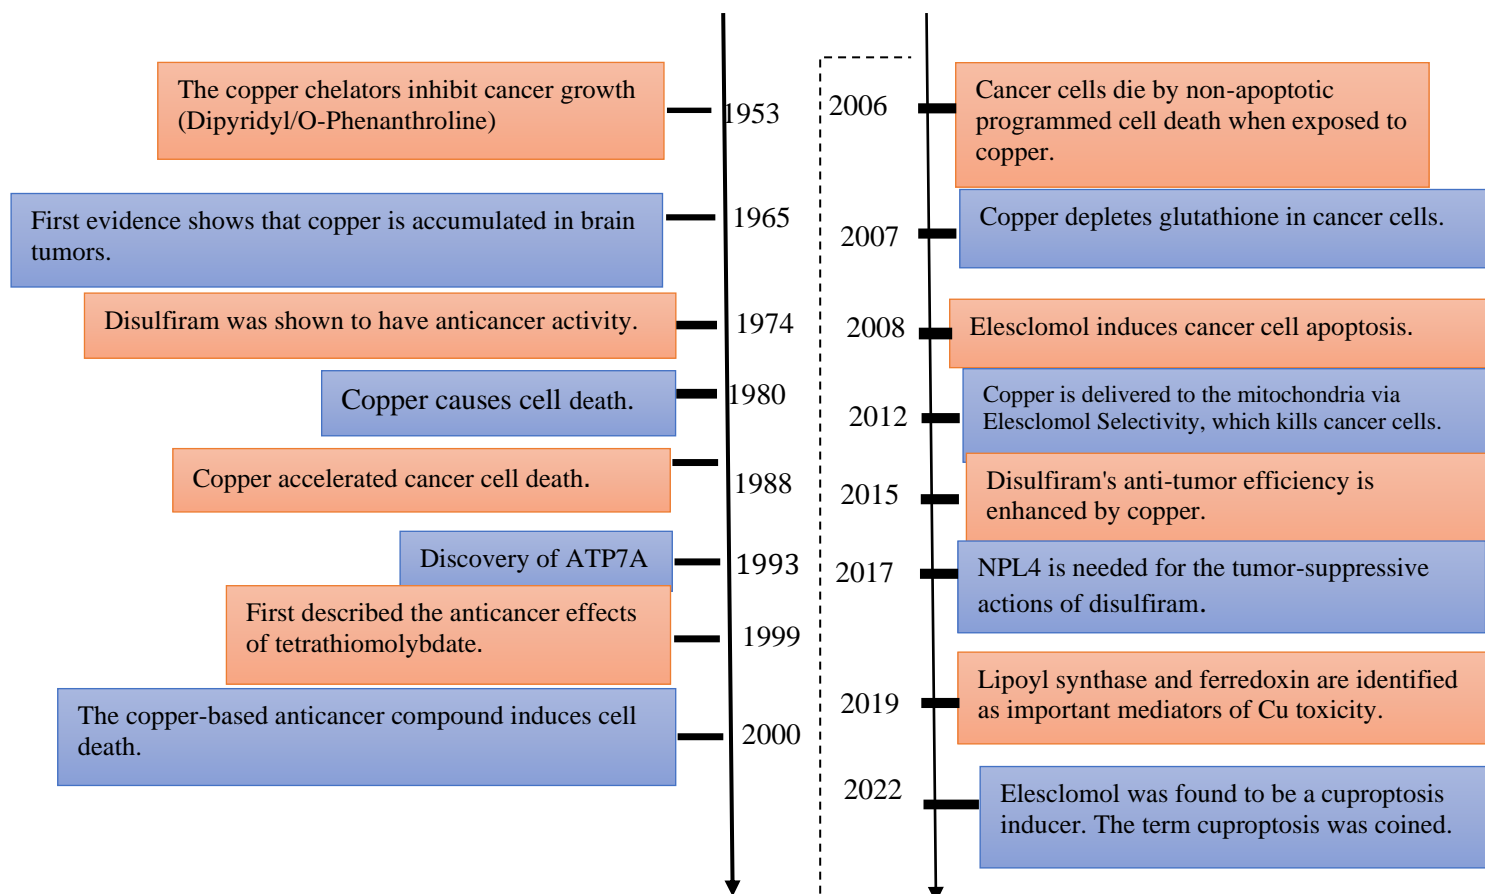 The copper chelators inhibit cancer growth
(Dipyridyl/O-Phenanthroline)
1953
First evidence shows that copper is accumulated in brain
tumors.
1965
Disulfiram was shown to have anticancer activity.
1974
Copper causes cell death.
1980
Copper accelerated cancer cell death.
1988
Discovery of ATP7A
1993
First described the anticancer effects
of tetrathiomolybdate.
1999
The copper-based anticancer compound induces cell
death.
2000
2006
Cancer cells die by non-apoptotic
programmed cell death when exposed to
copper.
2007
Copper depletes glutathione in cancer cells.
2008
Elesclomol induces cancer cell apoptosis.
2012
Copper is delivered to the mitochondria via
Elesclomol Selectivity, which kills cancer cells.
2015
Disulfiram's anti-tumor efficiency is
enhanced by copper.
2017
NPL4 is needed for the tumor-suppressive
actions of disulfiram.
2019
Lipoyl synthase and ferredoxin are identified
as important mediators of Cu toxicity.
2022
Elesclomol was found to be a cuproptosis
inducer. The term cuproptosis was coined.